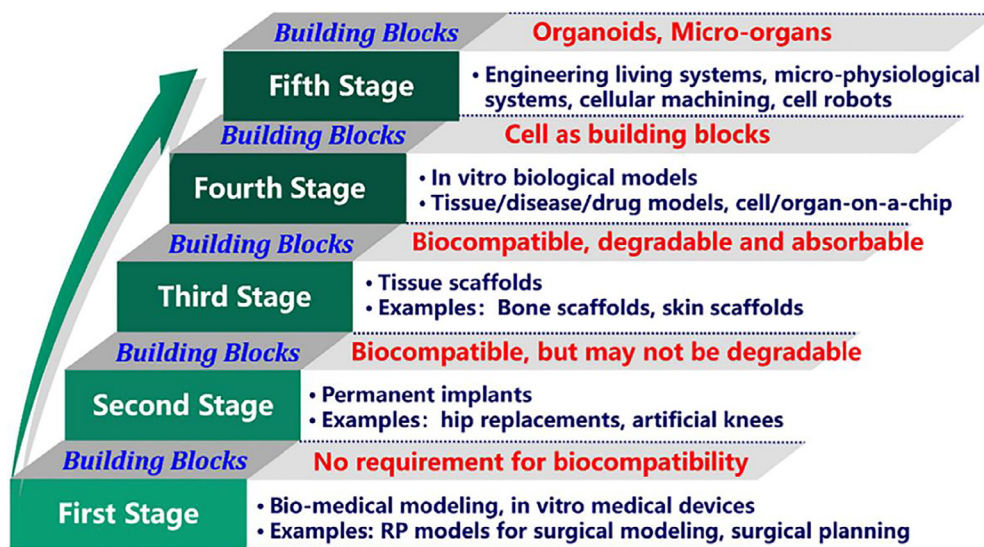 Building Blocks Organoids, Micro-organs
Fifth Stage
• Engineering living systems, micro-physiological
systems, cellular machining, cell robots
Building Blocks Cell as building blocks
Fourth Stage
• In vitro biological models
• Tissue/disease/drug models, cell/organ-on-a-chip
Building Blocks Biocompatible, degradable and absorbable
Third Stage
• Tissue scaffolds
• Examples: Bone scaffolds, skin scaffolds
Building Blocks Biocompatible, but may not be degradable
Second Stage
• Permanent implants
• Examples: hip replacements, artificial knees
Building Blocks No requirement for biocompatibility
First Stage
• Bio-medical modeling, in vitro medical devices
• Examples: RP models for surgical modeling, surgical planning